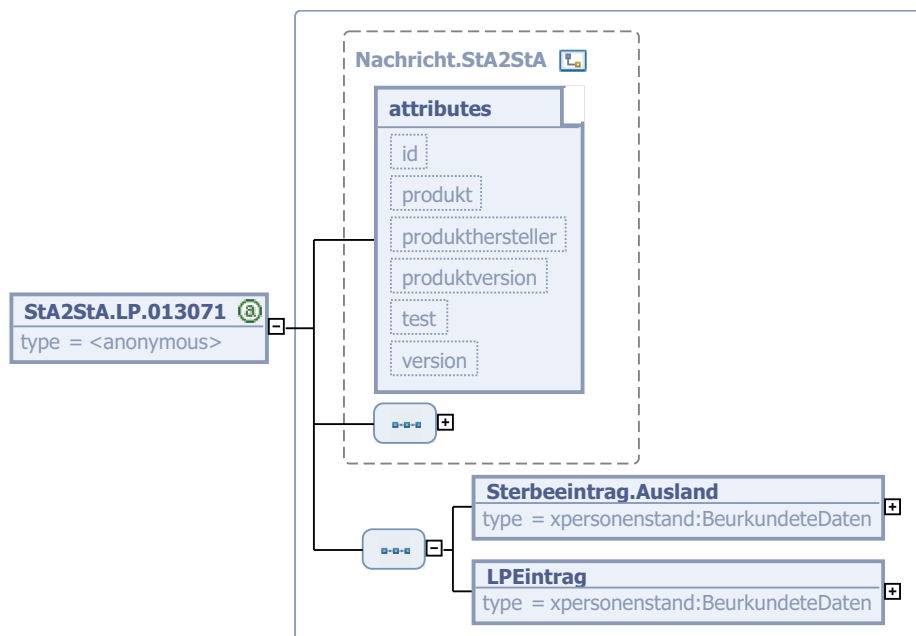 Nachricht.StA2StA
attributes
id
produkt
produkthersteller
produktversion
test
version
StA2StA.LP.013071 @
type = <anonymous>
Sterbeeintrag.Ausland
type = xpersonenstand:BeurkundeteDaten
LPEintrag
type = xpersonenstand:BeurkundeteDaten